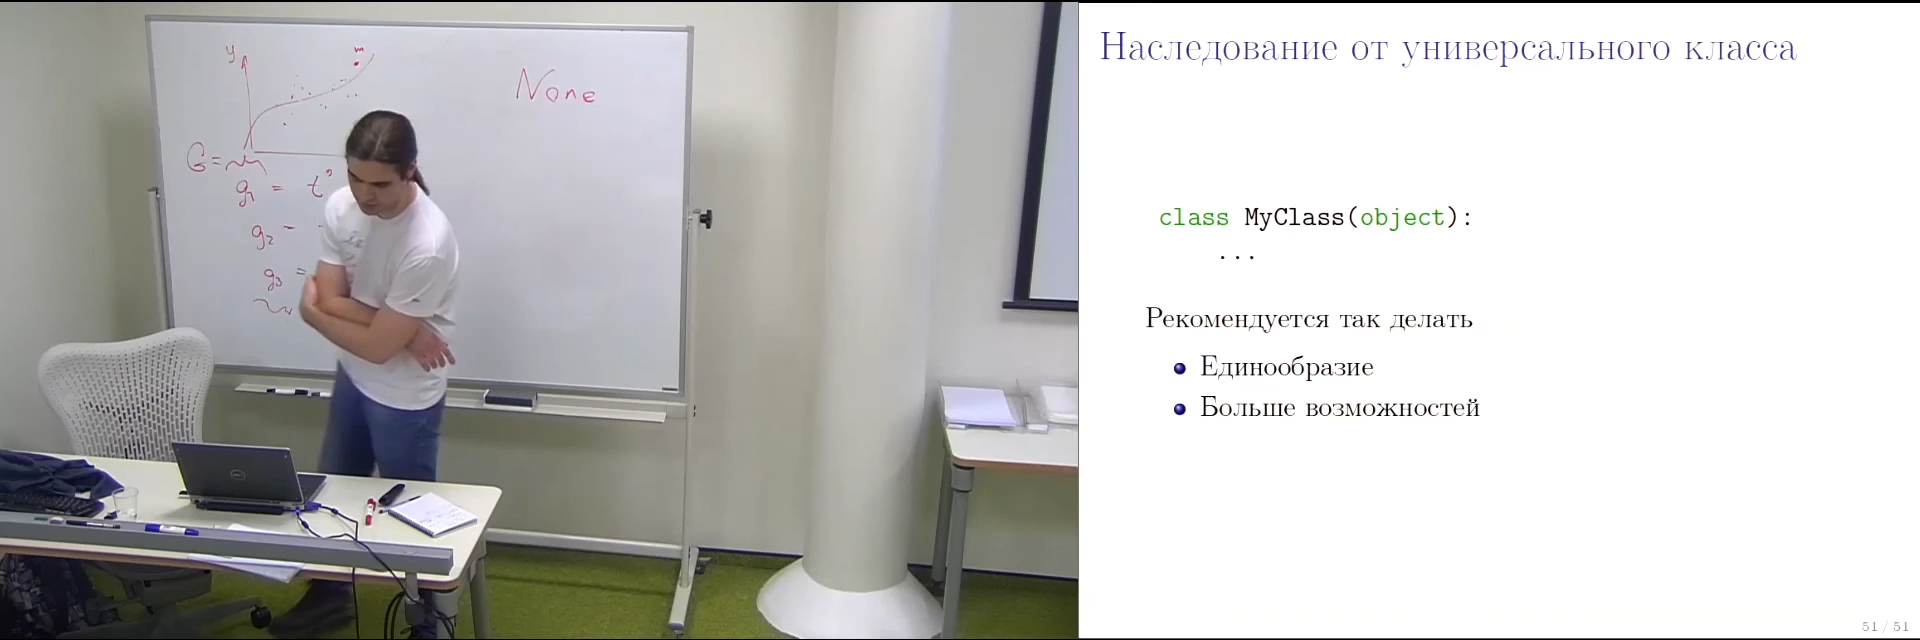 y
m
None
G =
g1 = t
g2 =
g3 =
DELL
Наследование от универсального класса
class MyClass(object):
...
Рекомендуется так делать
Единообразие
Больше возможностей
51 / 51